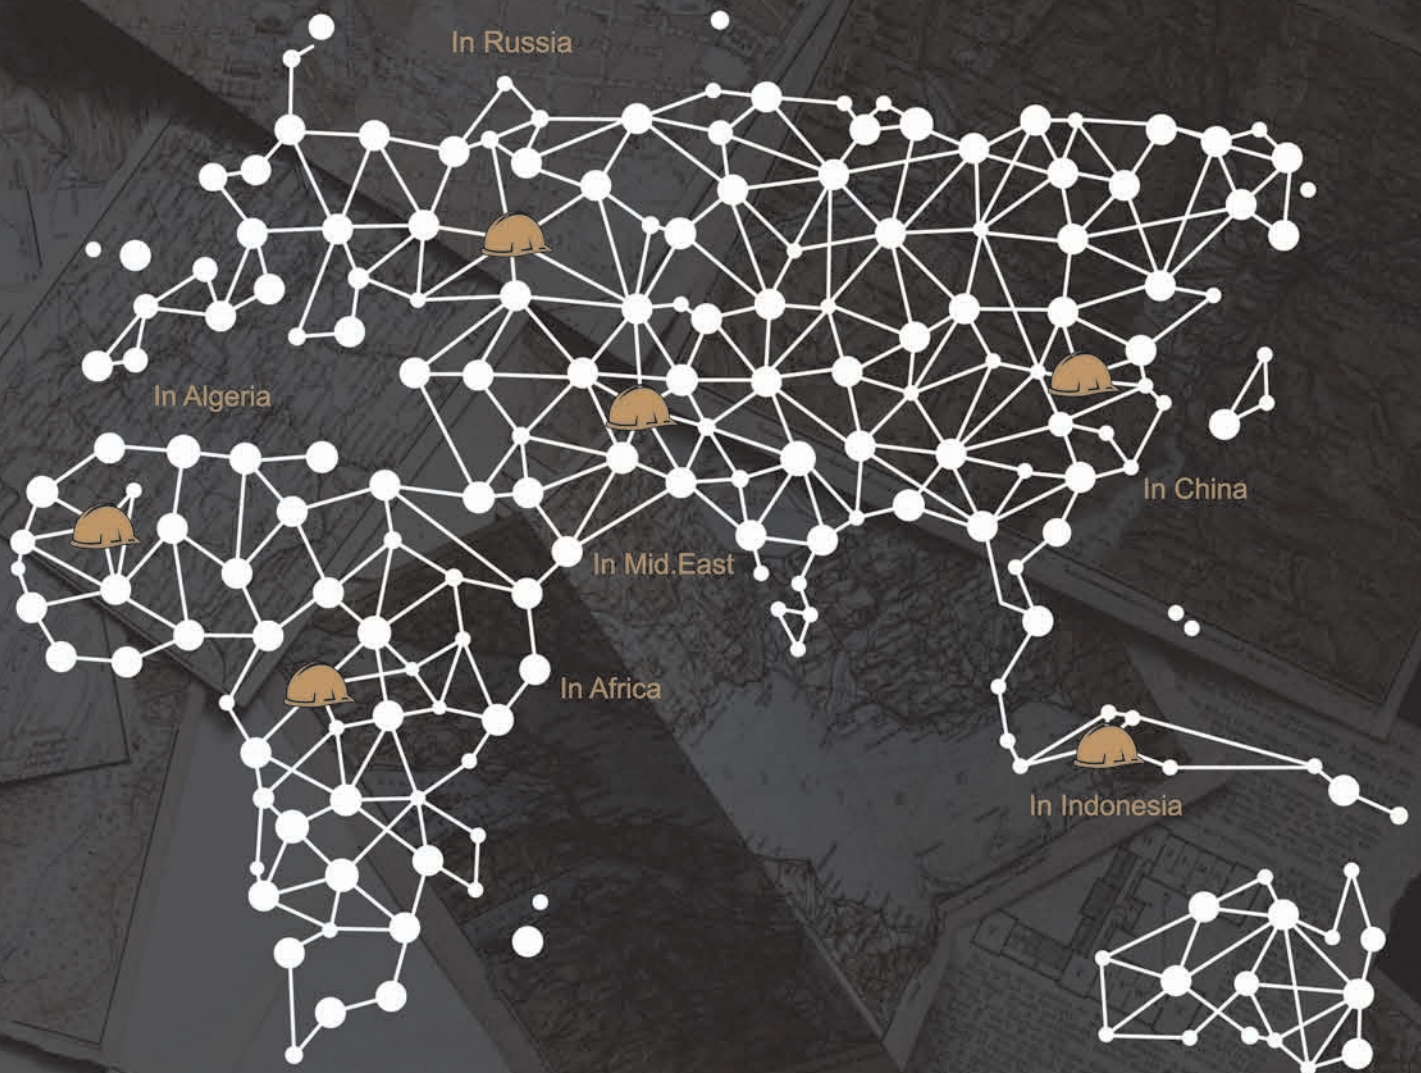 In Russia
In Algeria
In China
In Mid.East
In Africa
In Indonesia